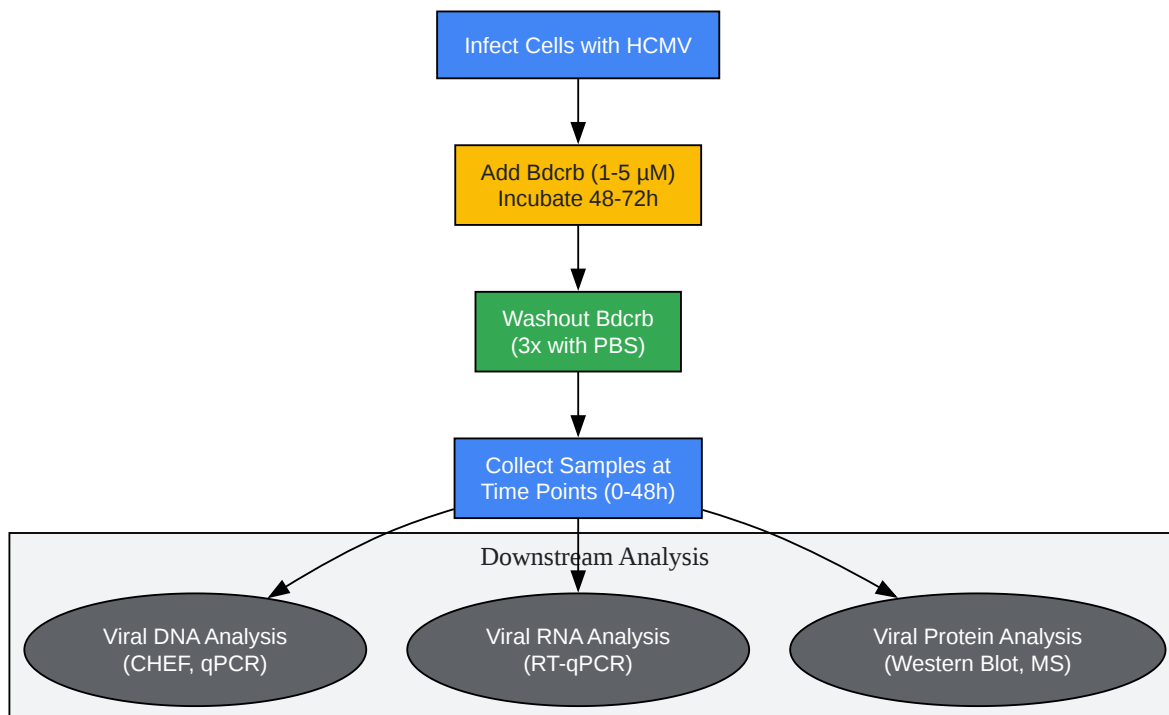 Infect Cells with HCMV
Add Bdcrb (1-5 µM)
Incubate 48-72h
Washout Bdcrb
(3x with PBS)
Collect Samples at
Time Points (0-48h)
Downstream Analysis
Viral DNA Analysis
(CHEF, qPCR)
Viral RNA Analysis
(RT-qPCR)
Viral Protein Analysis
(Western Blot, MS)